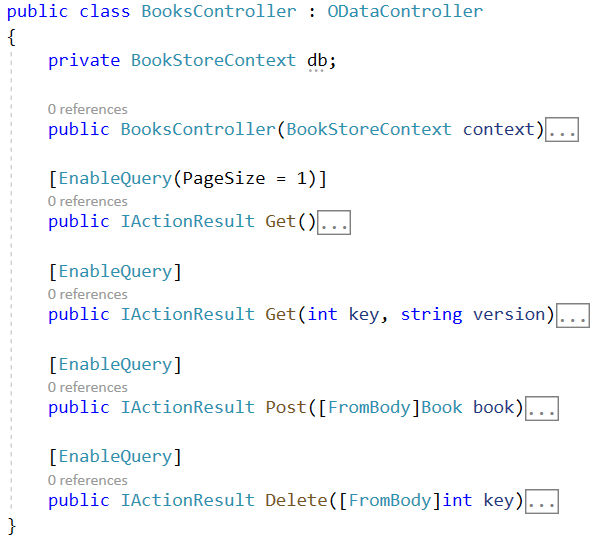 public class BooksController : ODataController
{
private BookStoreContext db;
0 references
public BooksController(BookStoreContext context)...
[EnableQuery(PageSize = 1)]
0 references
public IActionResult Get()...
[EnableQuery]
0 references
public IActionResult Get(int key, string version)...
[EnableQuery]
0 references
public IActionResult Post([FromBody]Book book)...
[EnableQuery]
0 references
public IActionResult Delete([FromBody]int key)...
}